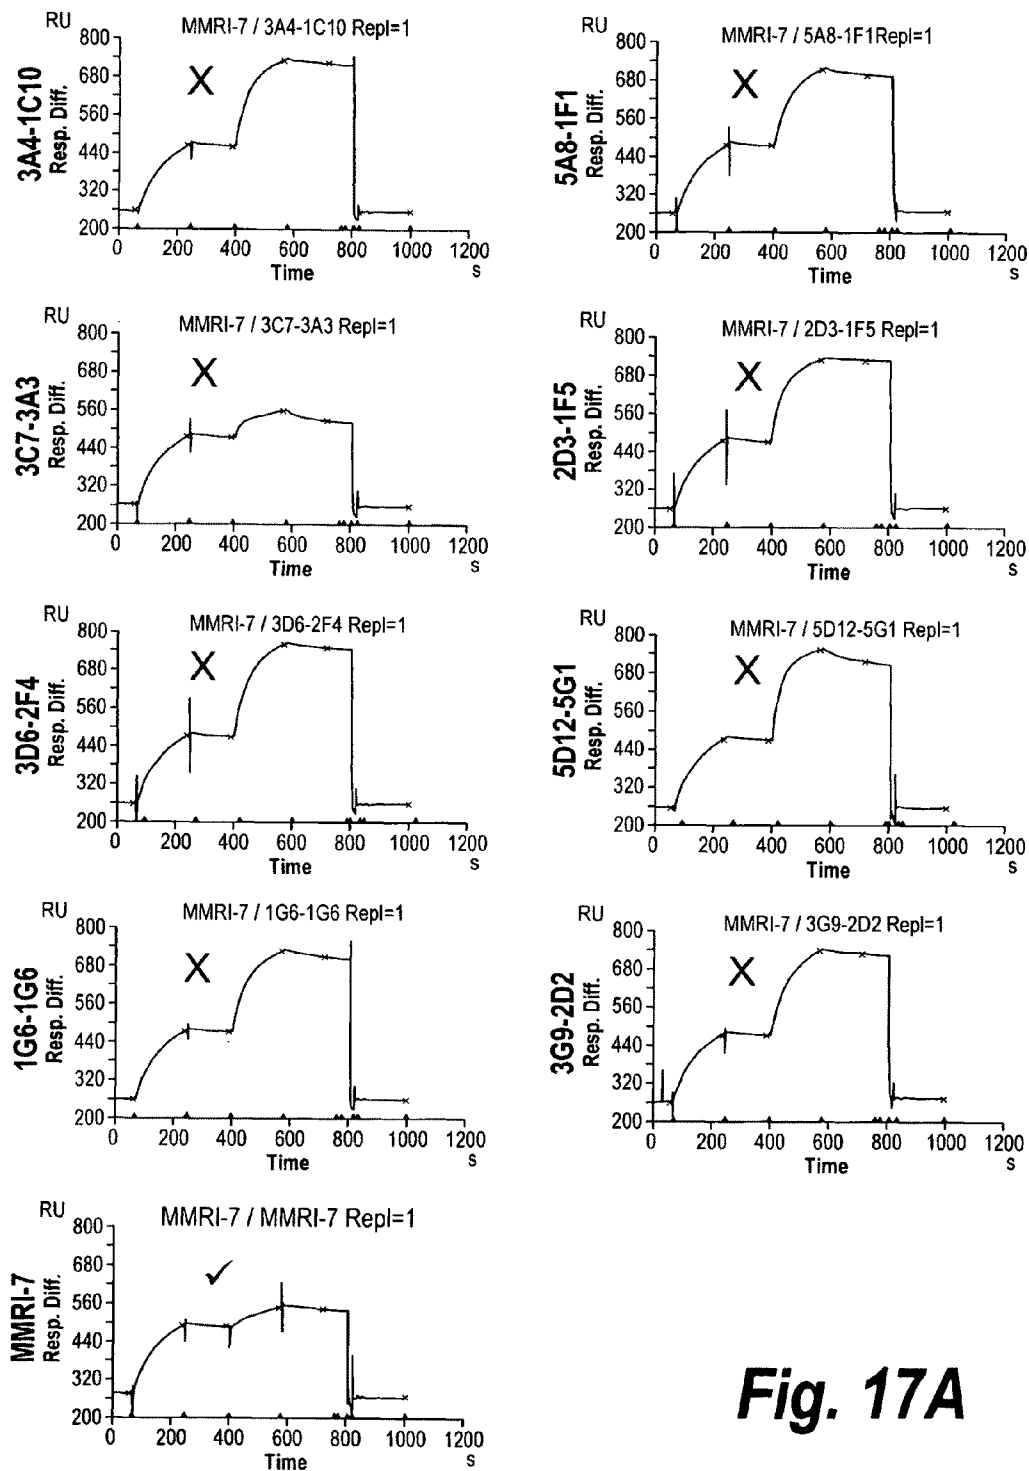 RU
MMRI-7 / 3A4-1C10 Repl=1
3A4-1C10
Resp. Diff.
800
680
560
440
320
200
0 200 400 600 800 1000 1200
Time
s
RU
MMRI-7 / 5A8-1F1Repl=1
5A8-1F1
Resp. Diff.
800
680
560
440
320
200
0 200 400 600 800 1000 1200
Time
s
RU
MMRI-7 / 3C7-3A3 Repl=1
3C7-3A3
Resp. Diff.
800
680
560
440
320
200
0 200 400 600 800 1000 1200
Time
s
RU
MMRI-7 / 2D3-1F5 Repl=1
2D3-1F5
Resp. Diff.
800
680
560
440
320
200
0 200 400 600 800 1000 1200
Time
s
RU
MMRI-7 / 3D6-2F4 Repl=1
3D6-2F4
Resp. Diff.
800
680
560
440
320
200
0 200 400 600 800 1000 1200
Time
s
RU
MMRI-7 / 5D12-5G1 Repl=1
5D12-5G1
Resp. Diff.
800
680
560
440
320
200
0 200 400 600 800 1000 1200
Time
s
RU
MMRI-7 / 1G6-1G6 Repl=1
1G6-1G6
Resp. Diff.
800
680
560
440
320
200
0 200 400 600 800 1000 1200
Time
s
RU
MMRI-7 / 3G9-2D2 Repl=1
3G9-2D2
Resp. Diff.
800
680
560
440
320
200
0 200 400 600 800 1000 1200
Time
s
RU
MMRI-7 / MMRI-7 Repl=1
MMRI-7
Resp. Diff.
800
680
560
440
320
200
0 200 400 600 800 1000 1200
Time
s
Fig. 17A